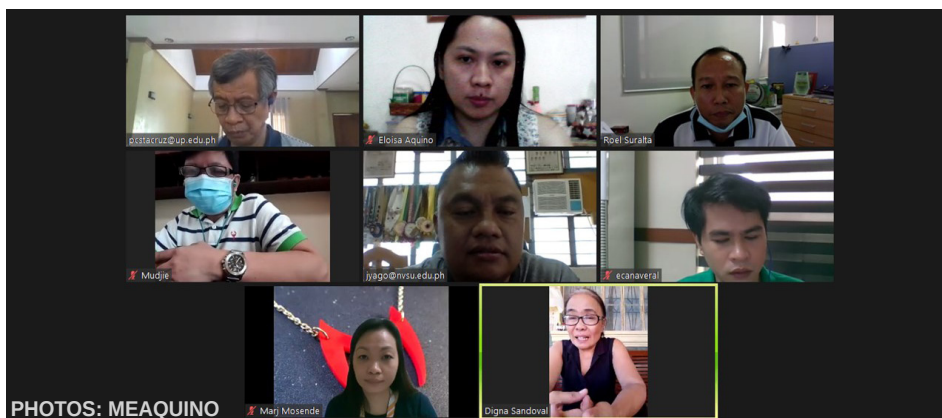 pcstacruz@up.edu.ph
Eloisa Aquino
Roel Suralta
Mudjie
jyago@nvsu.edu.ph
ecanaveral
Marj Mosende
Digna Sandoval
PHOTOS: MEAQUINO